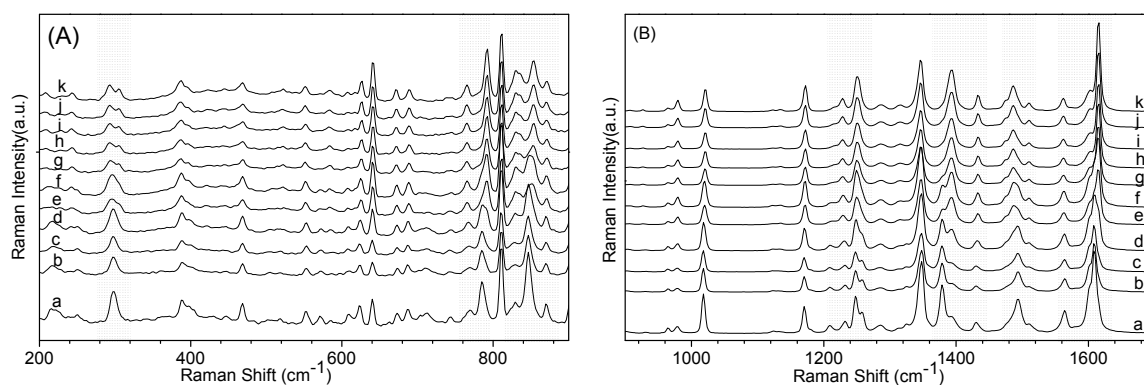 (A)
Raman Intensity(a.u.)
k
j
i
h
g
f
e
d
c
b
a
200 400 600 800
Raman Shift (cm⁻¹)
(B)
Raman Intensity(a.u.)
k
j
i
h
g
f
e
d
c
b
a
1000 1200 1400 1600
Raman Shift (cm⁻¹)